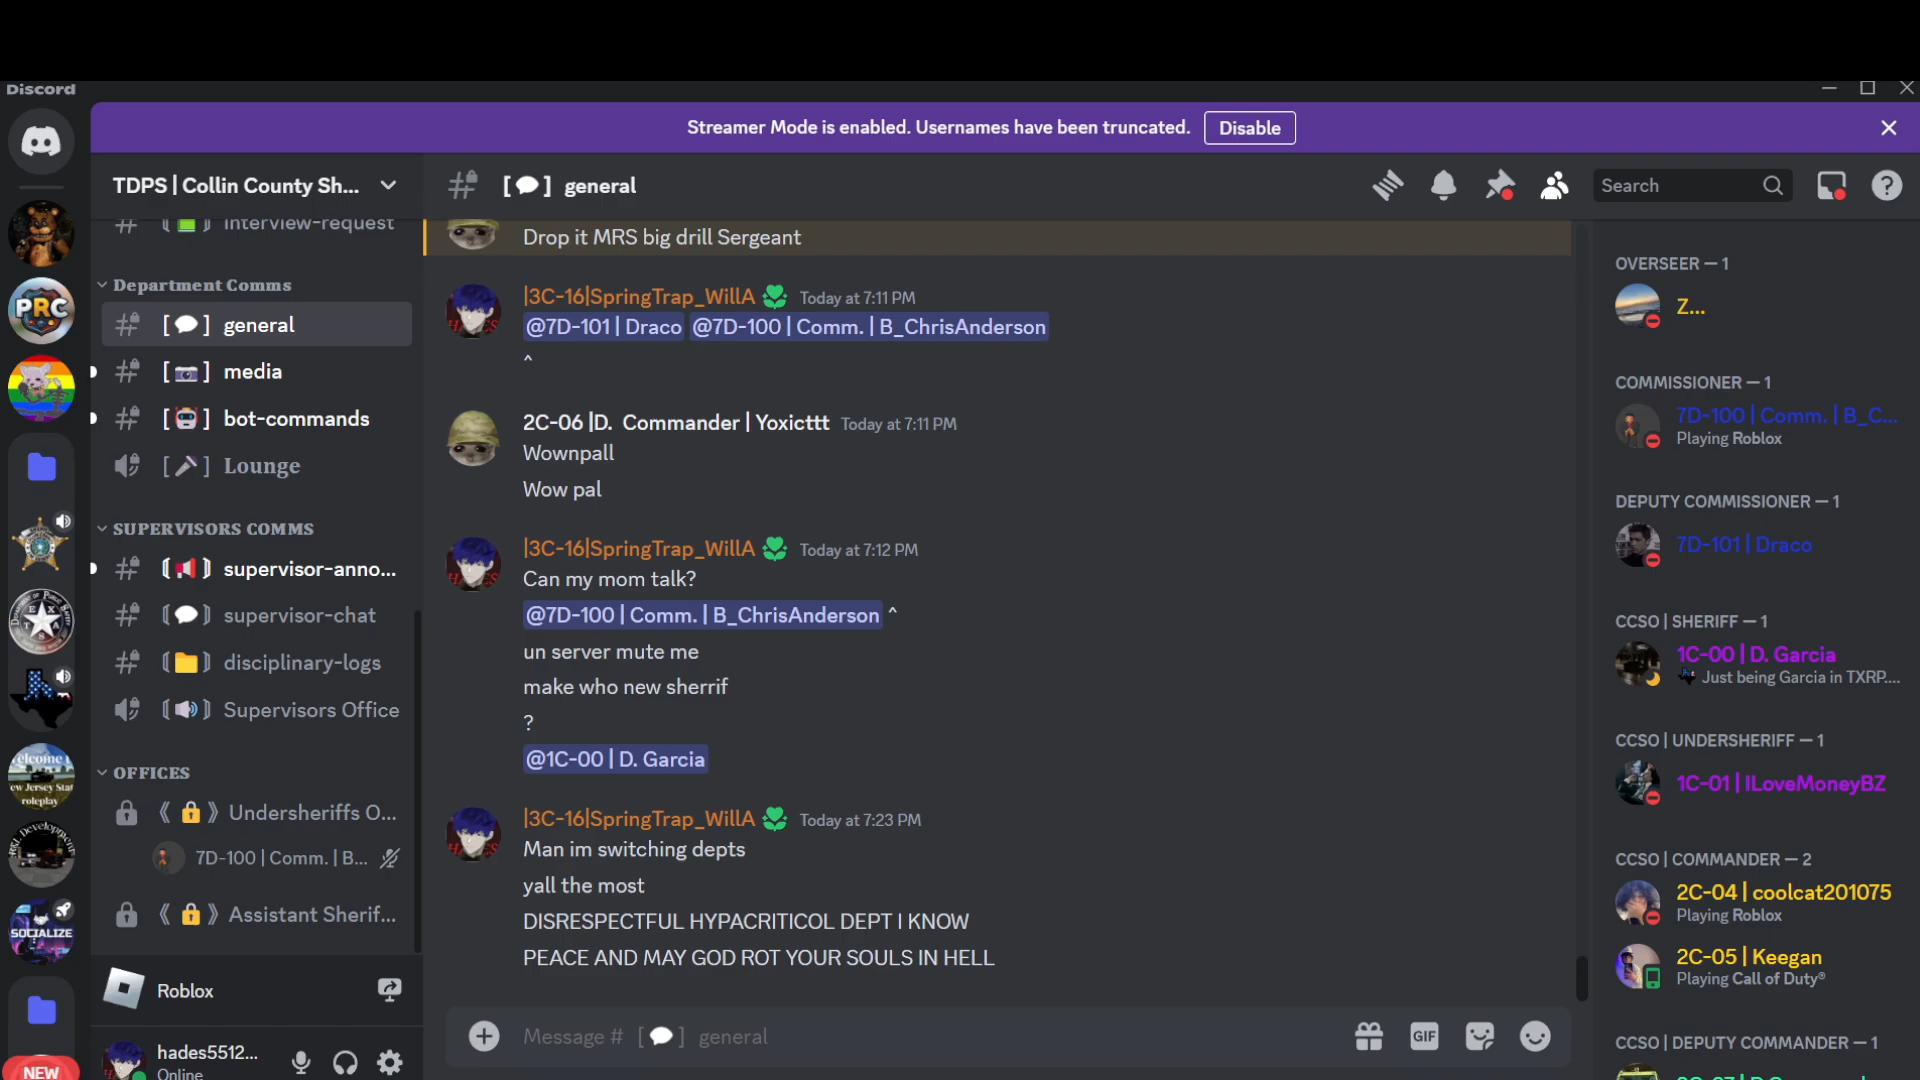 Discord
Streamer Mode is enabled. Usernames have been truncated.
Disable
TDPS | Collin County Sh...
[💬] general
Search
interview-request
Department Comms
[💬] general
[📷] media
[🤖] bot-commands
[🎤] Lounge
SUPERVISORS COMMS
supervisor-anno...
supervisor-chat
disciplinary-logs
Supervisors Office
OFFICES
《🔒》 Undersheriffs O...
7D-100 | Comm. | B...
《🔒》 Assistant Sherif...
Roblox
hades5512...
Online
NEW
PRC
SOCIALIZE
Drop it MRS big drill Sergeant
|3C-16|SpringTrap_WillA Today at 7:11 PM
@7D-101 | Draco @7D-100 | Comm. | B_ChrisAnderson
^
2C-06 |D. Commander | Yoxicttt Today at 7:11 PM
Wownpall
Wow pal
|3C-16|SpringTrap_WillA Today at 7:12 PM
Can my mom talk?
@7D-100 | Comm. | B_ChrisAnderson ^
un server mute me
make who new sherrif
?
@1C-00 | D. Garcia
|3C-16|SpringTrap_WillA Today at 7:23 PM
Man im switching depts
yall the most
DISRESPECTFUL HYPACRITICOL DEPT I KNOW
PEACE AND MAY GOD ROT YOUR SOULS IN HELL
Message # [💬] general
GIF
OVERSEER — 1
Z...
COMMISSIONER — 1
7D-100 | Comm. | B_C...
Playing Roblox
DEPUTY COMMISSIONER — 1
7D-101 | Draco
CCSO | SHERIFF — 1
1C-00 | D. Garcia
Just being Garcia in TXRP....
CCSO | UNDERSHERIFF — 1
1C-01 | ILoveMoneyBZ
CCSO | COMMANDER — 2
2C-04 | coolcat201075
Playing Roblox
2C-05 | Keegan
Playing Call of Duty®
CCSO | DEPUTY COMMANDER — 1